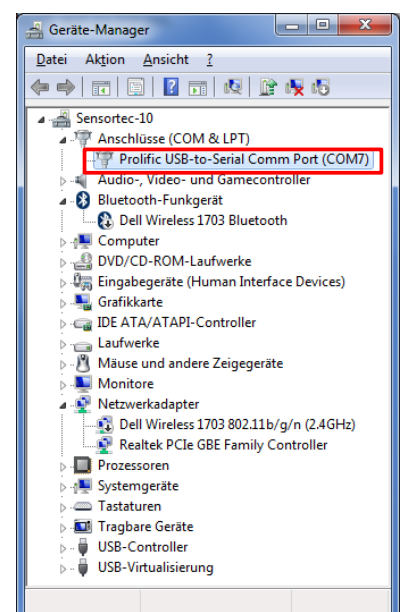 Geräte-Manager
Datei Aktion Ansicht ?
Sensortec-10
Anschlüsse (COM & LPT)
Prolific USB-to-Serial Comm Port (COM7)
Audio-, Video- und Gamecontroller
Bluetooth-Funkgerät
Dell Wireless 1703 Bluetooth
Computer
DVD/CD-ROM-Laufwerke
Eingabegeräte (Human Interface Devices)
Grafikkarte
IDE ATA/ATAPI-Controller
Laufwerke
Mäuse und andere Zeigegeräte
Monitore
Netzwerkadapter
Dell Wireless 1703 802.11b/g/n (2.4GHz)
Realtek PCIe GBE Family Controller
Prozessoren
Systemgeräte
Tastaturen
Tragbare Geräte
USB-Controller
USB-Virtualisierung